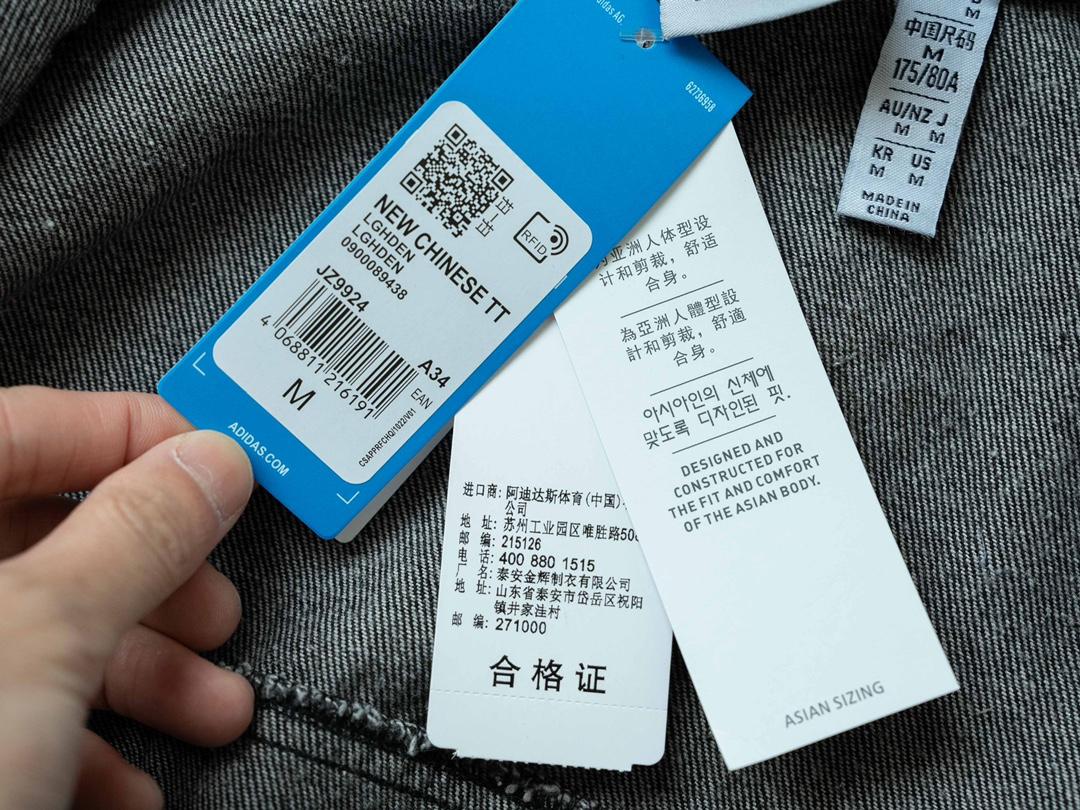 adidas AG.
62736958
RFID
NEW CHINESE TT
LGHDEN
LGHDEN
0900089438
JZ9924
A34
4 068811 216191
EAN
M
CSAPPRFCHQ/1022/V01
ADIDAS.COM
亚洲人体型设
计和剪裁，舒适
合身。
為亞洲人體型設
計和剪裁，舒適
合身。
아시아인의 신체에
맞도록 디자인된 핏.
DESIGNED AND
CONSTRUCTED FOR
THE FIT AND COMFORT
OF THE ASIAN BODY.
ASIAN SIZING
进口商: 阿迪达斯体育(中国)
公司
地 址: 苏州工业园区唯胜路
邮 编: 215126
电 话: 400 880 1515
厂 名: 泰安金辉制衣有限公司
地 址: 山东省泰安市岱岳区祝阳
镇井家洼村
邮 编: 271000
合格证
M
中国尺码
M
175/80A
AU/NZ J
M M
KR US
M M
MADE IN
CHINA